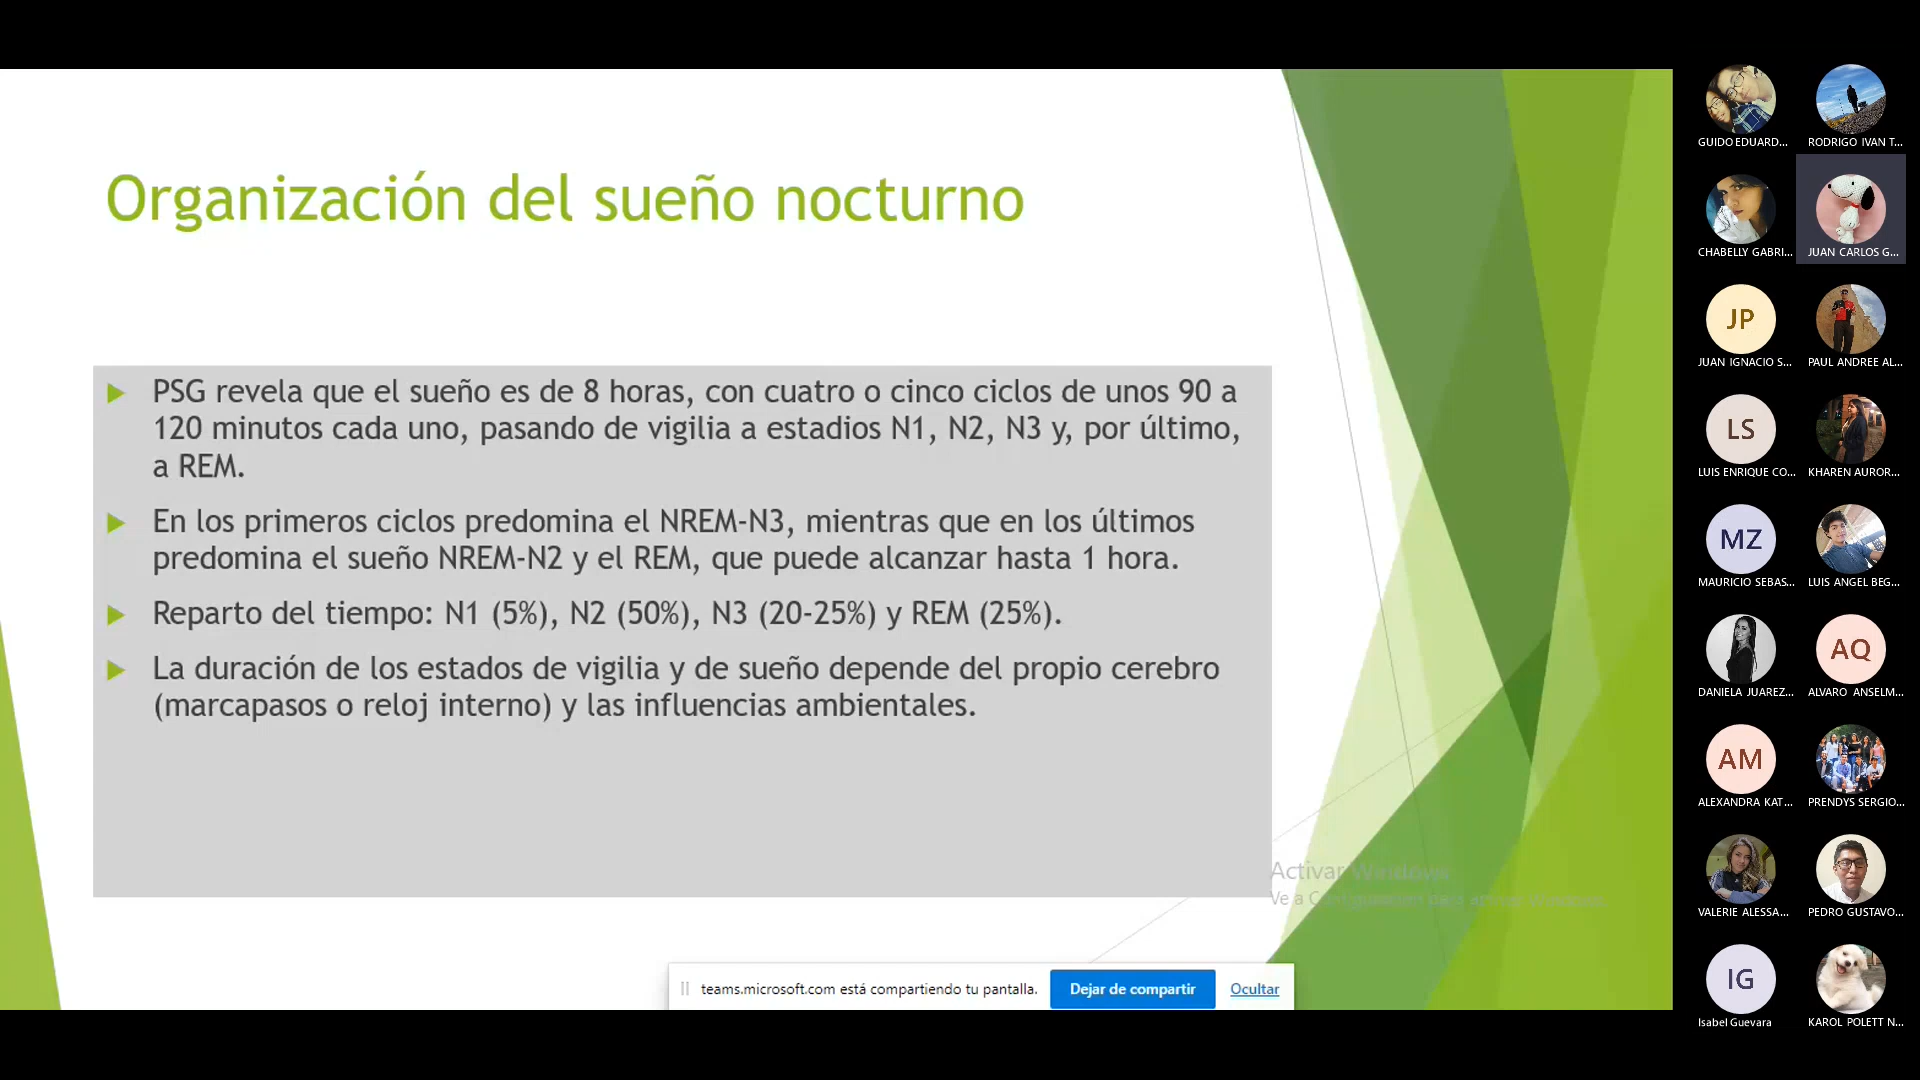 Organización del sueño nocturno
PSG revela que el sueño es de 8 horas, con cuatro o cinco ciclos de unos 90 a
120 minutos cada uno, pasando de vigilia a estadios N1, N2, N3 y, por último,
a REM.
En los primeros ciclos predomina el NREM-N3, mientras que en los últimos
predomina el sueño NREM-N2 y el REM, que puede alcanzar hasta 1 hora.
Reparto del tiempo: N1 (5%), N2 (50%), N3 (20-25%) y REM (25%).
La duración de los estados de vigilia y de sueño depende del propio cerebro
(marcapasos o reloj interno) y las influencias ambientales.
Activar Windows
Ve a Configuración para activar Windows.
teams.microsoft.com está compartiendo tu pantalla.
Dejar de compartir
Ocultar
GUIDO EDUARD...
RODRIGO IVAN T...
CHABELLY GABRI...
JUAN CARLOS G...
JP
JUAN IGNACIO S...
PAUL ANDREE AL...
LS
LUIS ENRIQUE CO...
KHAREN AUROR...
MZ
MAURICIO SEBAS...
LUIS ANGEL BEG...
DANIELA JUAREZ...
AQ
ALVARO ANSELM...
AM
ALEXANDRA KAT...
PRENDYS SERGIO...
VALERIE ALESSA...
PEDRO GUSTAVO...
IG
Isabel Guevara
KAROL POLETT N...